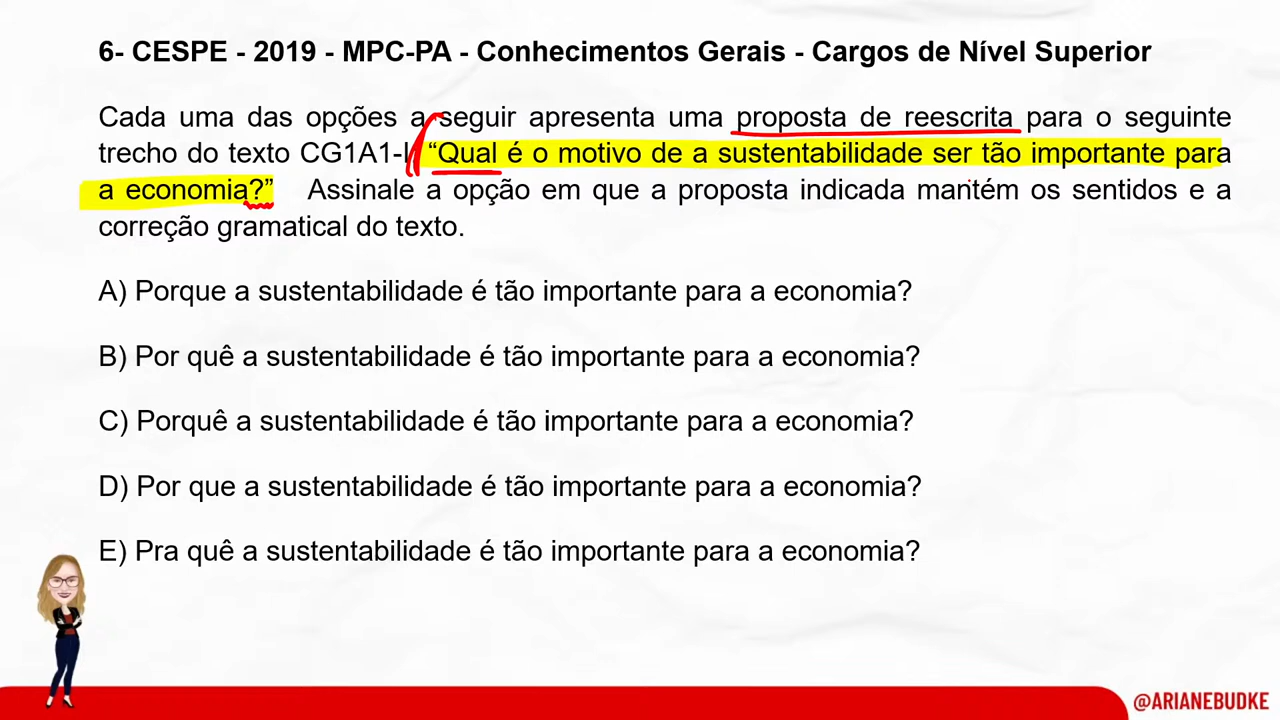 6- CESPE - 2019 - MPC-PA - Conhecimentos Gerais - Cargos de Nível Superior
Cada uma das opções a seguir apresenta uma proposta de reescrita para o seguinte
trecho do texto CG1A1-I “Qual é o motivo de a sustentabilidade ser tão importante para
a economia?” Assinale a opção em que a proposta indicada mantém os sentidos e a
correção gramatical do texto.
A) Porque a sustentabilidade é tão importante para a economia?
B) Por quê a sustentabilidade é tão importante para a economia?
C) Porquê a sustentabilidade é tão importante para a economia?
D) Por que a sustentabilidade é tão importante para a economia?
E) Pra quê a sustentabilidade é tão importante para a economia?
@ARIANEBUDKE